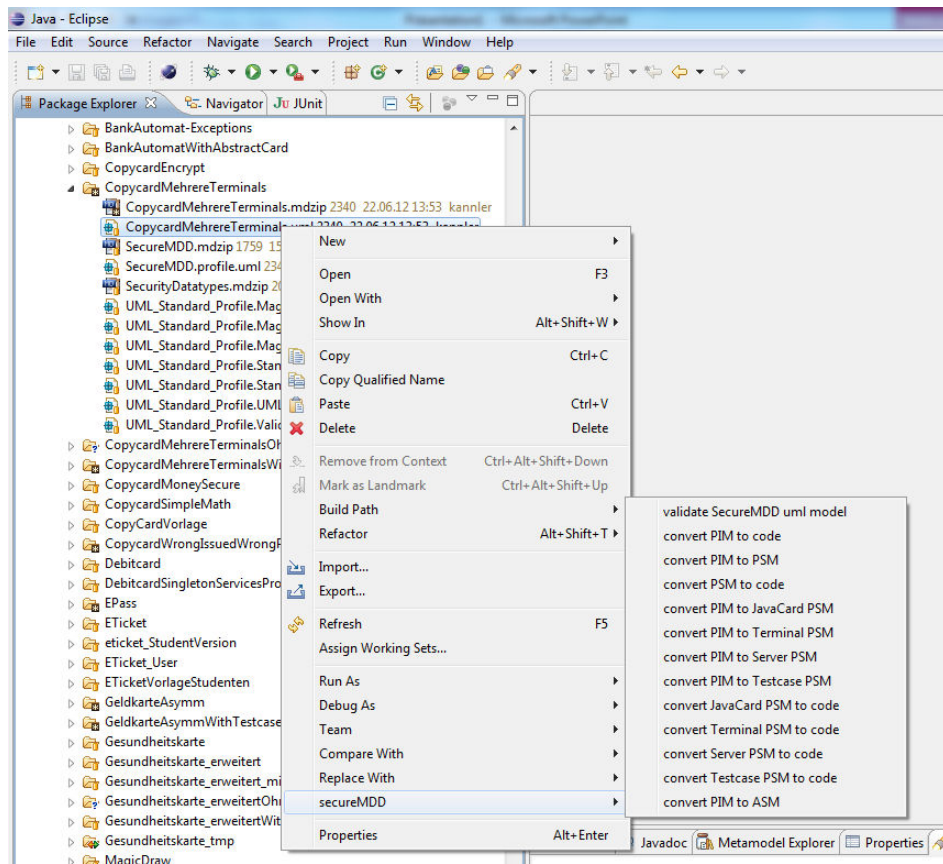 Java - Eclipse
File Edit Source Refactor Navigate Search Project Run Window Help
Package Explorer Navigator Ju JUnit
BankAutomat-Exceptions
BankAutomatWithAbstractCard
CopycardEncrypt
CopycardMehrereTerminals
CopycardMehrereTerminals.mdzip 2340 22.06.12 13:53 kannler
CopycardMehrereTerminals.uml 2340 22.06.12 13:53 kannler
SecureMDD.mdzip 1759 15
SecureMDD.profile.uml 234
SecurityDatatypes.mdzip 20
UML_Standard_Profile.Mag
UML_Standard_Profile.Mag
UML_Standard_Profile.Mag
UML_Standard_Profile.Stan
UML_Standard_Profile.Stan
UML_Standard_Profile.UML
UML_Standard_Profile.Valid
CopycardMehrereTerminalsOh
CopycardMehrereTerminalsWi
CopycardMoneySecure
CopycardSimpleMath
CopyCardVorlage
CopycardWrongIssuedWrongP
Debitcard
DebitcardSingletonServicesPro
EPass
ETicket
eticket_StudentVersion
ETicket_User
ETicketVorlageStudenten
GeldkarteAsymm
GeldkarteAsymmWithTestcase
Gesundheitskarte
Gesundheitskarte_erweitert
Gesundheitskarte_erweitert_mi
Gesundheitskarte_erweitertOhn
Gesundheitskarte_erweitertWit
Gesundheitskarte_tmp
MagicDraw
New
Open F3
Open With
Show In Alt+Shift+W
Copy Ctrl+C
Copy Qualified Name
Paste Ctrl+V
Delete Delete
Remove from Context Ctrl+Alt+Shift+Down
Mark as Landmark Ctrl+Alt+Shift+Up
Build Path
Refactor Alt+Shift+T
Import...
Export...
Refresh F5
Assign Working Sets...
Run As
Debug As
Team
Compare With
Replace With
secureMDD
Properties Alt+Enter
validate SecureMDD uml model
convert PIM to code
convert PIM to PSM
convert PSM to code
convert PIM to JavaCard PSM
convert PIM to Terminal PSM
convert PIM to Server PSM
convert PIM to Testcase PSM
convert JavaCard PSM to code
convert Terminal PSM to code
convert Server PSM to code
convert Testcase PSM to code
convert PIM to ASM
Javadoc Metamodel Explorer Properties